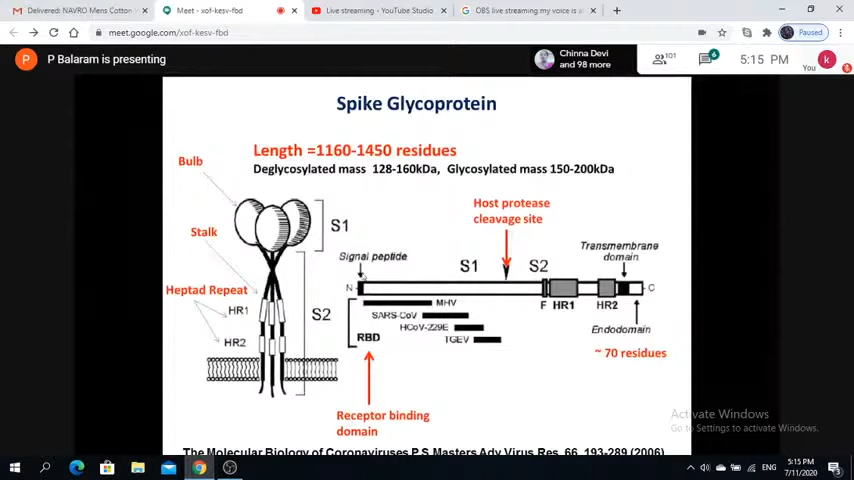 Delivered: NAVRO Mens Cotton
Meet - xof-kesv-fbd
Live streaming - YouTube Studio
OBS live streaming my voice is a
meet.google.com/xof-kesv-fbd
Paused
P
P Balaram is presenting
Chinna Devi
and 98 more
101
6
5:15 PM
You
k
Spike Glycoprotein
Length =1160-1450 residues
Deglycosylated mass 128-160kDa, Glycosylated mass 150-200kDa
Bulb
Stalk
Heptad Repeat
HR1
HR2
S1
S2
Host protease
cleavage site
Signal peptide
S1
S2
Transmembrane
domain
N
C
F
HR1
HR2
MHV
SARS-CoV
HCoV-229E
TGEV
RBD
Endodomain
~ 70 residues
Receptor binding
domain
The Molecular Biology of Coronaviruses P.S Masters Adv Virus Res. 66, 193-289 (2006)
Activate Windows
Go to Settings to activate Windows.
ENG
5:15 PM
7/11/2020
3